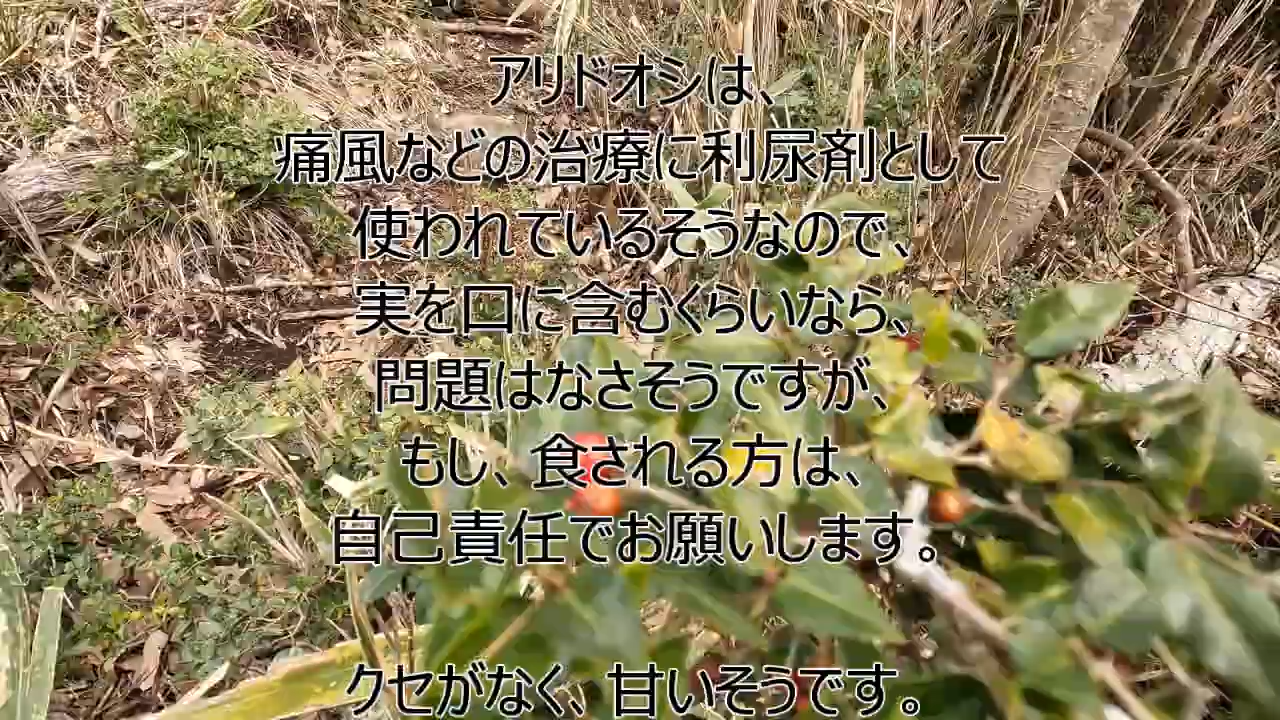 アリドオシは、
痛風などの治療に利尿剤として
使われているそうなので、
実を口に含むくらいなら、
問題はなさそうですが、
もし、食される方は、
自己責任でお願いします。
クセがなく、甘いそうです。